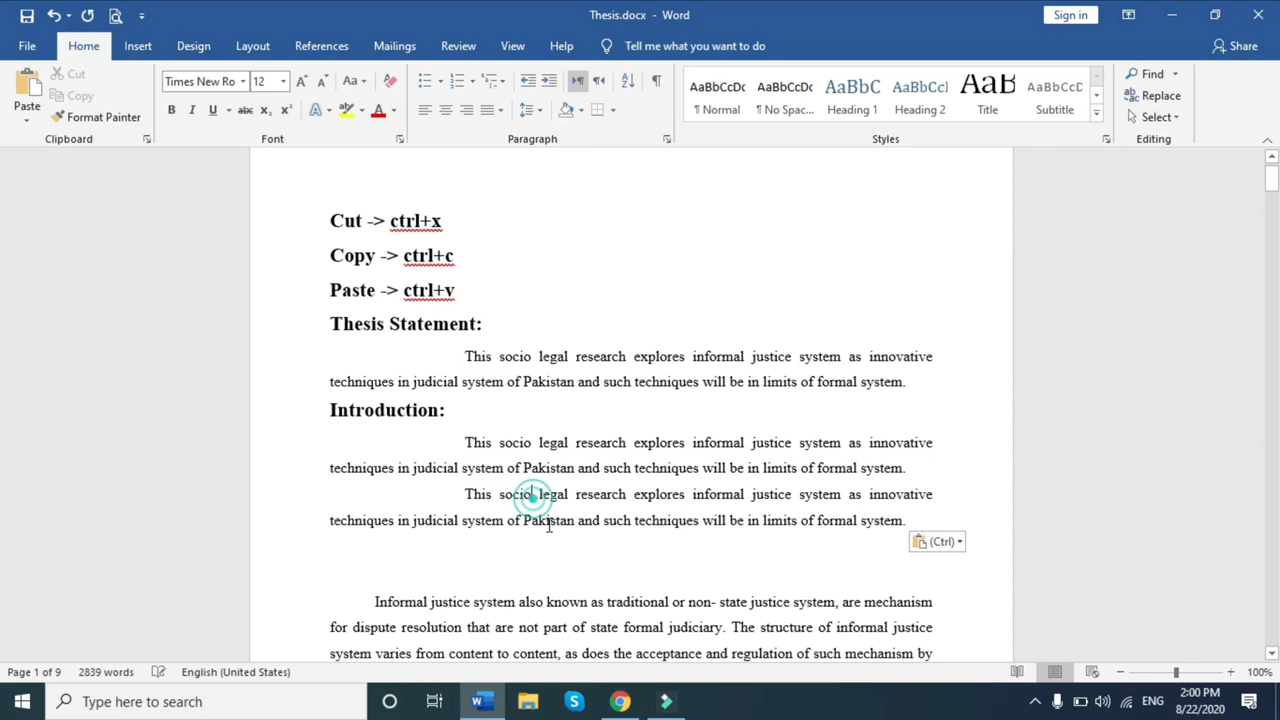 Thesis.docx - Word
Sign in
File Home Insert Design Layout References Mailings Review View Help Tell me what you want to do Share
Paste
Cut
Copy
Format Painter
Clipboard
Times New Ro 12 Aa
B I U abc x₂ x² A A
Font
Paragraph
AaBbCcDc AaBbCcDc AaBbC AaBbCcl AaB AaBbCcD
¶ Normal ¶ No Spac... Heading 1 Heading 2 Title Subtitle
Styles
Find
Replace
Select
Editing
Cut -> ctrl+x
Copy -> ctrl+c
Paste -> ctrl+v
Thesis Statement:
This socio legal research explores informal justice system as innovative
techniques in judicial system of Pakistan and such techniques will be in limits of formal system.
Introduction:
This socio legal research explores informal justice system as innovative
techniques in judicial system of Pakistan and such techniques will be in limits of formal system.
This socio legal research explores informal justice system as innovative
techniques in judicial system of Pakistan and such techniques will be in limits of formal system.
(Ctrl)
Informal justice system also known as traditional or non- state justice system, are mechanism
for dispute resolution that are not part of state formal judiciary. The structure of informal justice
system varies from content to content, as does the acceptance and regulation of such mechanism by
Page 1 of 9 2839 words English (United States) 100%
Type here to search
ENG
2:00 PM
8/22/2020